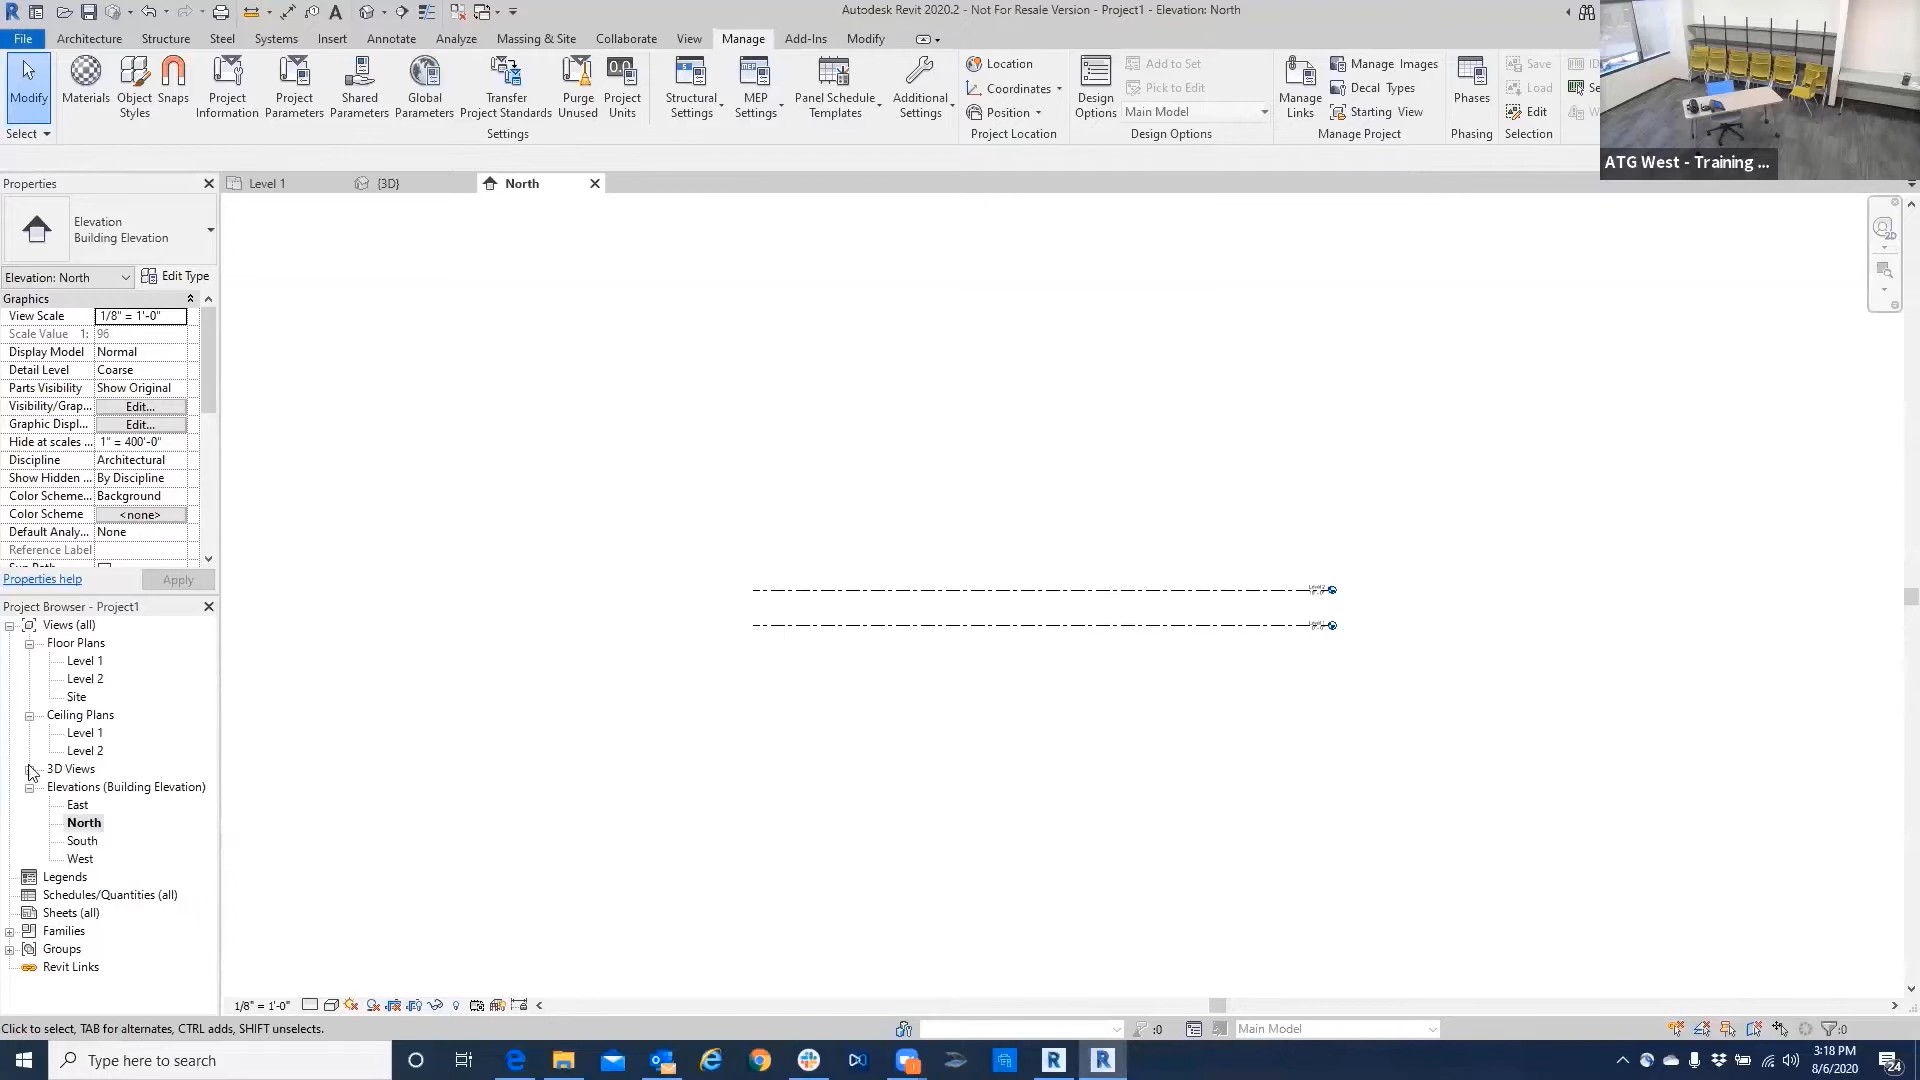 Autodesk Revit 2020.2 - Not For Resale Version - Project1 - Elevation: North
File Architecture Structure Steel Systems Insert Annotate Analyze Massing & Site Collaborate View Manage Add-Ins Modify
Modify
Select
Materials
Object Styles
Snaps
Project Information
Project Parameters
Shared Parameters
Global Parameters
Transfer Project Standards
Purge Unused
0.0
Project Units
Settings
Structural Settings
MEP Settings
Panel Schedule Templates
Additional Settings
Location
Coordinates
Position
Project Location
Design Options
Add to Set
Pick to Edit
Main Model
Design Options
Manage Links
Manage Images
Decal Types
Starting View
Manage Project
Phases
Phasing
Save
Load
Edit
Selection
ATG West - Training ...
Properties
Level 1
{3D}
North
Elevation
Building Elevation
Elevation: North
Edit Type
Graphics
View Scale 1/8" = 1'-0"
Scale Value 1: 96
Display Model Normal
Detail Level Coarse
Parts Visibility Show Original
Visibility/Grap... Edit...
Graphic Displ... Edit...
Hide at scales ... 1" = 400'-0"
Discipline Architectural
Show Hidden ... By Discipline
Color Scheme... Background
Color Scheme <none>
Default Analy... None
Reference Label
Properties help
Apply
Project Browser - Project1
Views (all)
Floor Plans
Level 1
Level 2
Site
Ceiling Plans
Level 1
Level 2
3D Views
Elevations (Building Elevation)
East
North
South
West
Legends
Schedules/Quantities (all)
Sheets (all)
Families
Groups
Revit Links
2D
1/8" = 1'-0"
Click to select, TAB for alternates, CTRL adds, SHIFT unselects.
:0
Main Model
:0
Type here to search
3:18 PM
8/6/2020
24